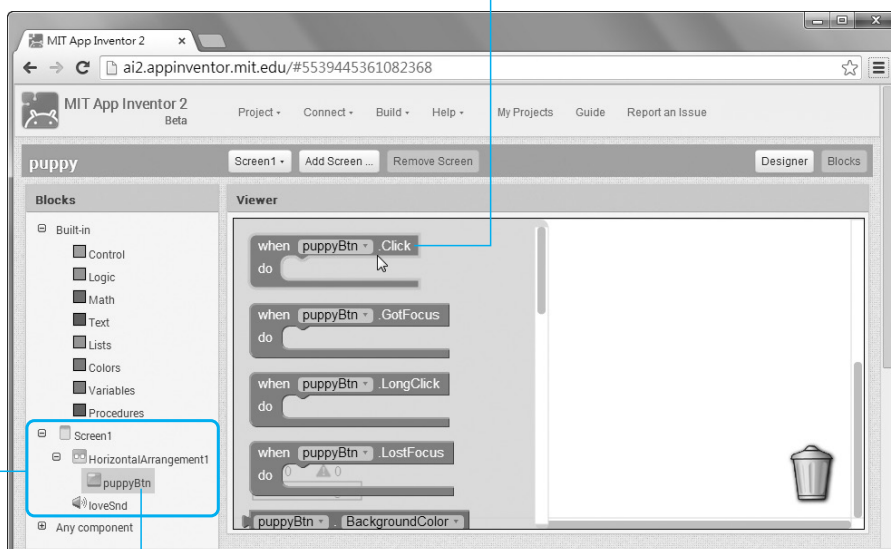 MIT App Inventor 2 ×
ai2.appinventor.mit.edu/#5539445361082368
MIT App Inventor 2
Beta
Project Connect Build Help My Projects Guide Report an Issue
puppy Screen1 Add Screen ... Remove Screen Designer Blocks
Blocks Viewer
Built-in
Control
Logic
Math
Text
Lists
Colors
Variables
Procedures
Screen1
HorizontalArrangement1
puppyBtn
loveSnd
Any component
when puppyBtn .Click
do
when puppyBtn .GotFocus
do
when puppyBtn .LongClick
do
when puppyBtn .LostFocus
do
0 0
puppyBtn . BackgroundColor